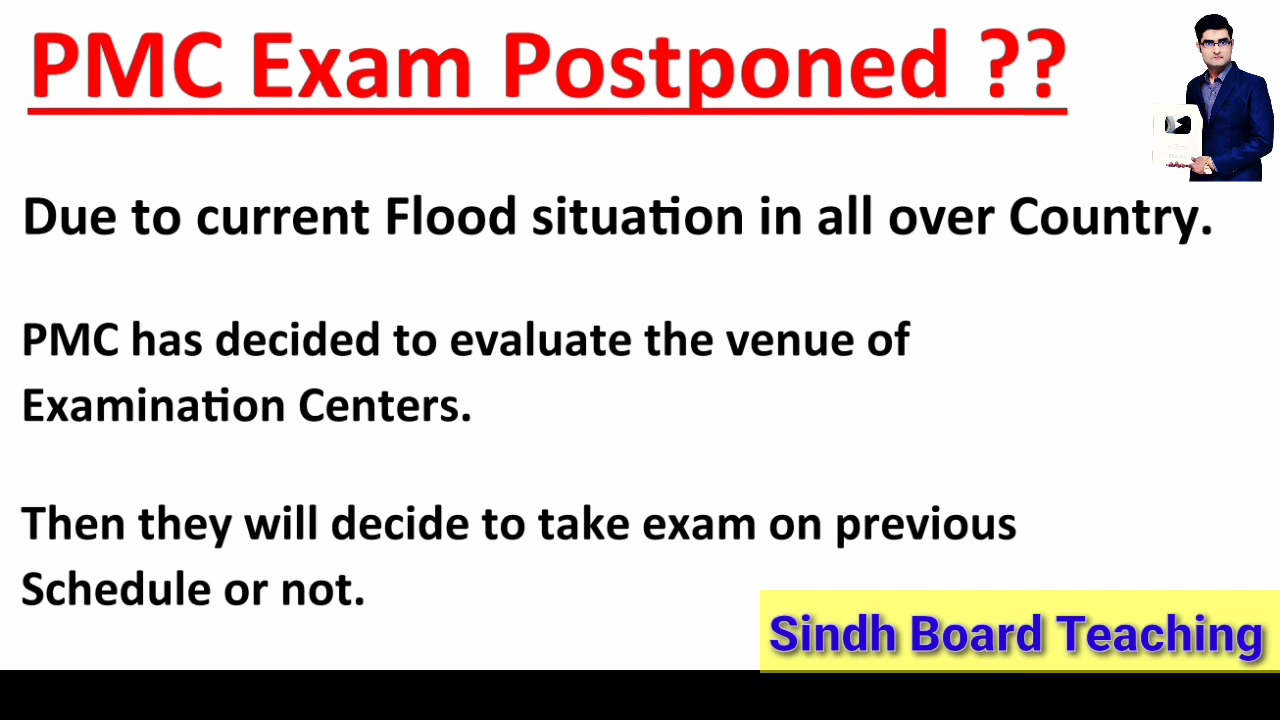 PMC Exam Postponed ??
Due to current Flood situation in all over Country.
PMC has decided to evaluate the venue of
Examination Centers.
Then they will decide to take exam on previous
Schedule or not.
Sindh Board Teaching